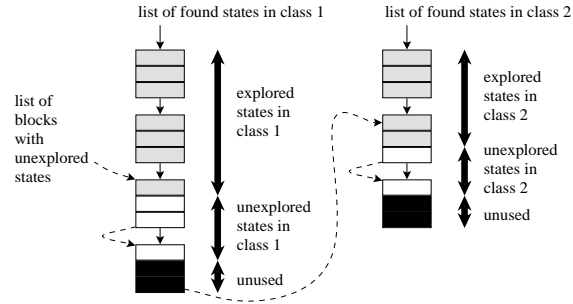 list of found states in class 1
list of found states in class 2
explored
states in
class 1
explored
states in
class 2
list of
blocks
with
unexplored
states
unexplored
states in
class 2
unexplored
states in
class 1
unused
unused